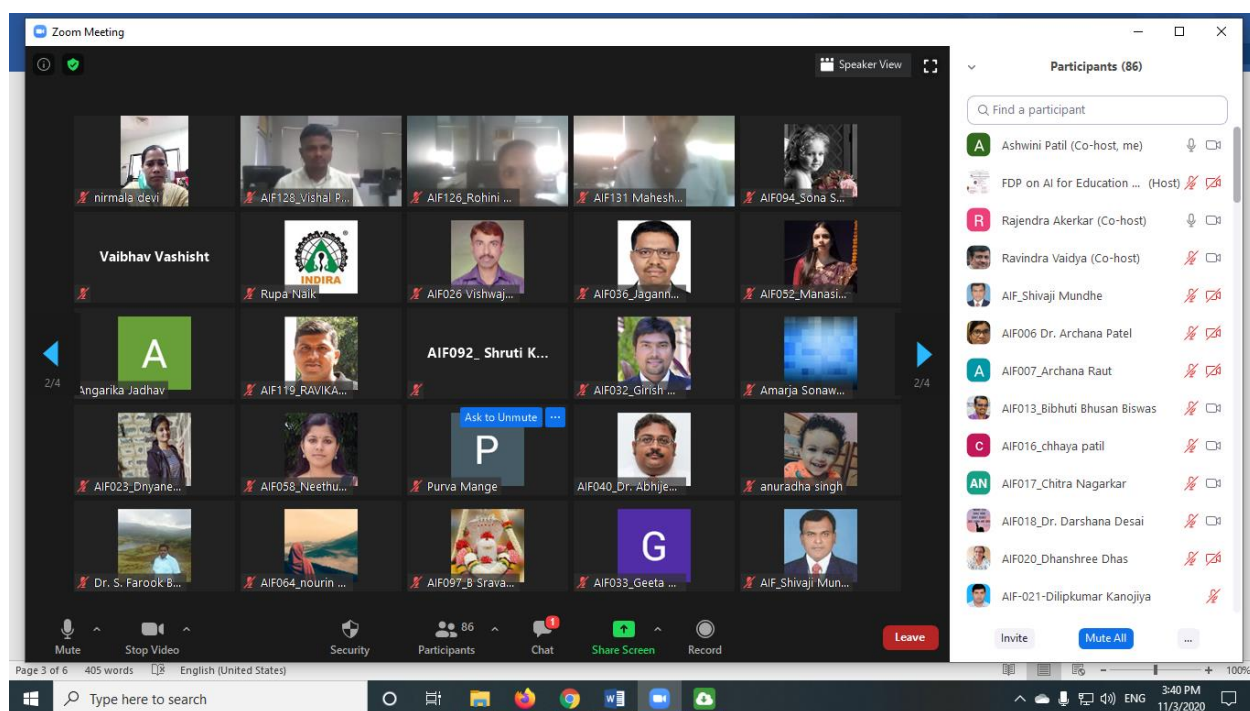 Zoom Meeting
Speaker View
nirmala devi
AIF128_Vishal P...
AIF126_Rohini ...
AIF131 Mahesh...
AIF094_Sona S...
Vaibhav Vashisht
INDIRA
Rupa Naik
AIF026 Vishwaj...
AIF036_Jagann...
AIF052_Manasi...
A
Angarika Jadhav
AIF119_RAVIKA...
AIF092_ Shruti K...
AIF032_Girish ...
Amarja Sonaw...
2/4
2/4
AIF023_Dnyane...
AIF058_Neethu...
Ask to Unmute ...
P
Purva Mange
AIF040_Dr. Abhije...
anuradha singh
Dr. S. Farook B...
AIF064_nourin ...
AIF097_B Srava...
G
AIF033_Geeta ...
AIF_Shivaji Mun...
Mute
Stop Video
Security
86
Participants
1
Chat
Share Screen
Record
Leave
Participants (86)
Find a participant
A Ashwini Patil (Co-host, me)
FDP on AI for Education ... (Host)
R Rajendra Akerkar (Co-host)
Ravindra Vaidya (Co-host)
AIF_Shivaji Mundhe
AIF006 Dr. Archana Patel
A AIF007_Archana Raut
AIF013_Bibhuti Bhusan Biswas
C AIF016_chhaya patil
AN AIF017_Chitra Nagarkar
AIF018_Dr. Darshana Desai
AIF020_Dhanshree Dhas
AIF-021-Dilipkumar Kanojiya
Invite Mute All ...
Page 3 of 6 405 words English (United States) 100%
Type here to search
ENG
3:40 PM
11/3/2020